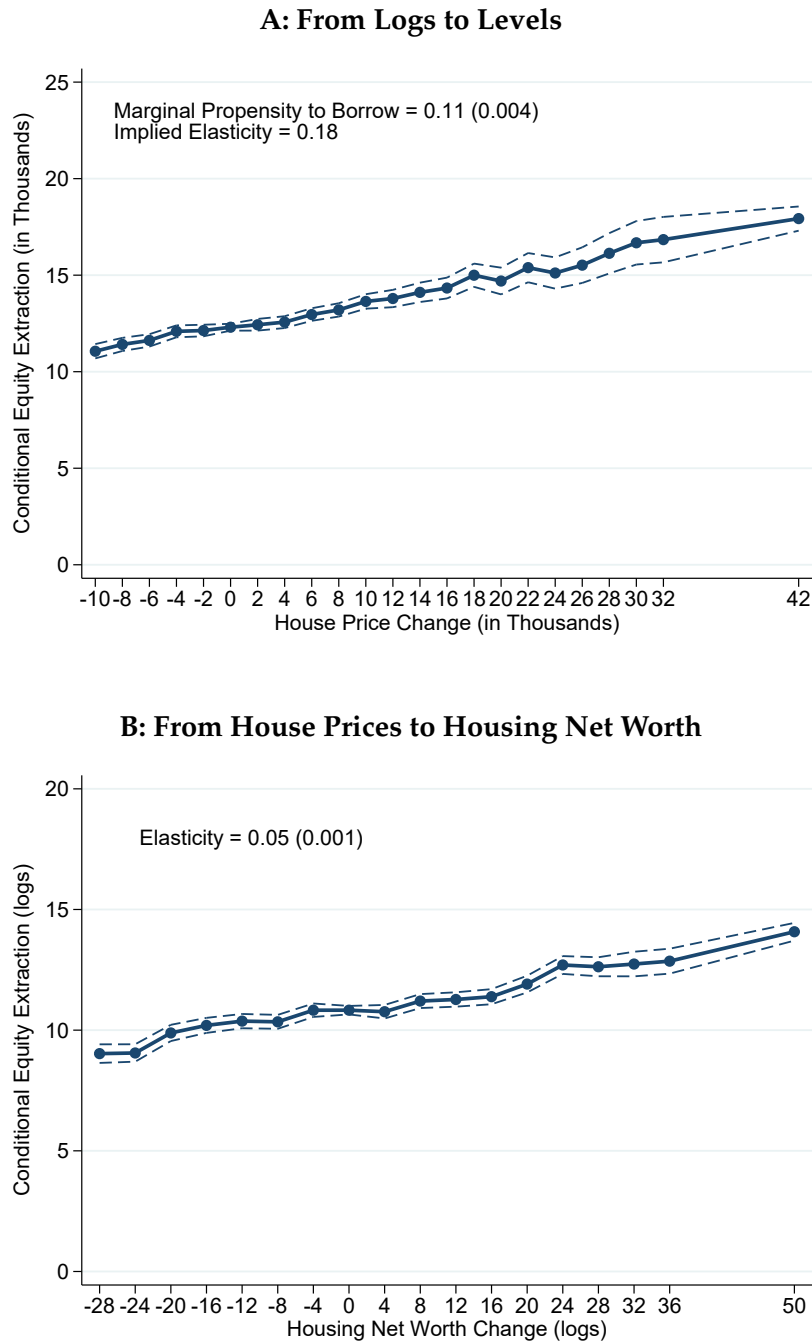 A: From Logs to Levels
Marginal Propensity to Borrow = 0.11 (0.004)
Implied Elasticity = 0.18
Conditional Equity Extraction (in Thousands)
25
20
15
10
5
0
-10 -8 -6 -4 -2 0 2 4 6 8 10 12 14 16 18 20 22 24 26 28 30 32 42
House Price Change (in Thousands)
B: From House Prices to Housing Net Worth
Elasticity = 0.05 (0.001)
Conditional Equity Extraction (logs)
20
15
10
5
0
-28 -24 -20 -16 -12 -8 -4 0 4 8 12 16 20 24 28 32 36 50
Housing Net Worth Change (logs)